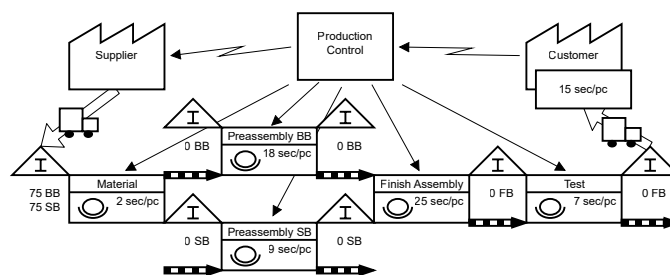 Supplier
Production
Control
Customer
15 sec/pc
I
I
Preassembly BB
0 BB
18 sec/pc
0 BB
I
Material
75 BB
75 SB
2 sec/pc
Finish Assembly
25 sec/pc
I
0 FB
Test
7 sec/pc
I
0 FB
I
I
Preassembly SB
0 SB
9 sec/pc
0 SB